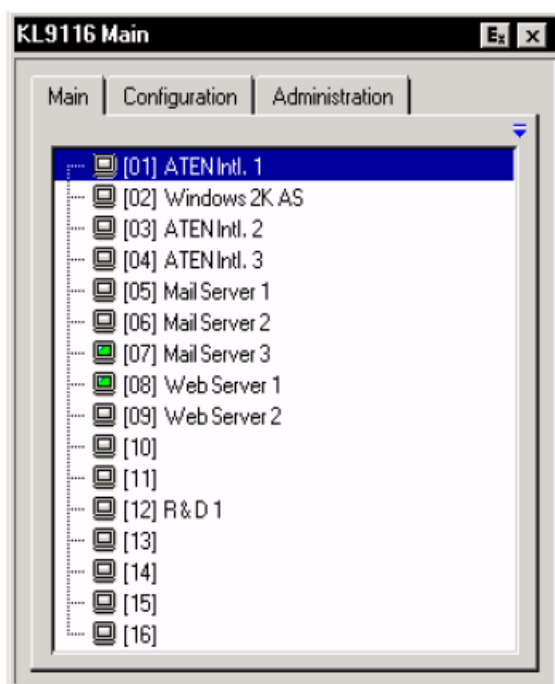 KL9116 Main Ex x
Main Configuration Administration
[01] ATEN Intl. 1
[02] Windows 2K AS
[03] ATEN Intl. 2
[04] ATEN Intl. 3
[05] Mail Server 1
[06] Mail Server 2
[07] Mail Server 3
[08] Web Server 1
[09] Web Server 2
[10]
[11]
[12] R&D 1
[13]
[14]
[15]
[16]